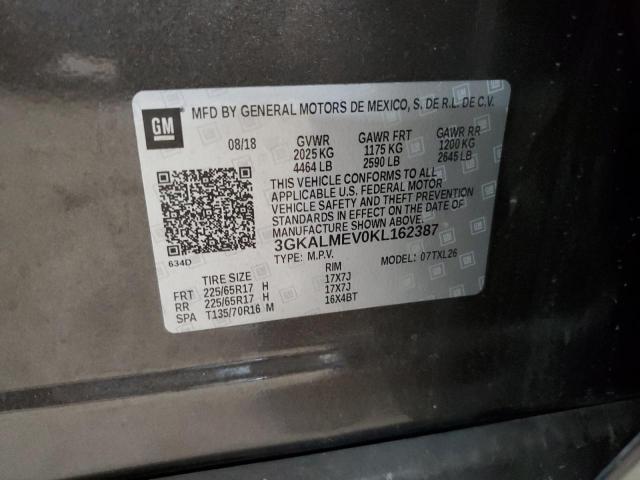 GM
MFD BY GENERAL MOTORS DE MEXICO, S. DE R.L. DE C.V.
08/18 GVWR GAWR FRT GAWR RR
2025 KG 1175 KG 1200 KG
4464 LB 2590 LB 2645 LB
THIS VEHICLE CONFORMS TO ALL
APPLICABLE U.S. FEDERAL MOTOR
VEHICLE SAFETY AND THEFT PREVENTION
STANDARDS IN EFFECT ON THE DATE OF
MANUFACTURE SHOWN ABOVE.
3GKALMEV0KL162387
634D TYPE: M.P.V. MODEL: 07TXL26
TIRE SIZE RIM
FRT 225/65R17 H 17X7J
RR 225/65R17 H 17X7J
SPA T135/70R16 M 16X4BT